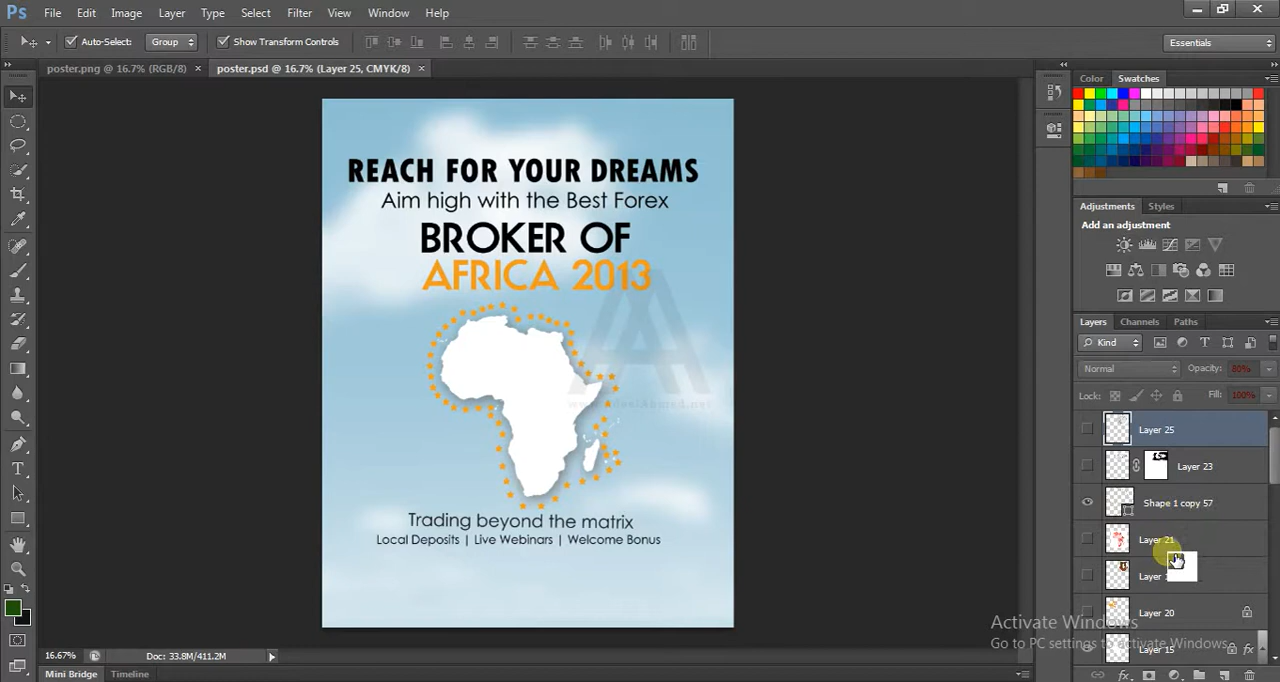 Ps File Edit Image Layer Type Select Filter View Window Help
Auto-Select: Group Show Transform Controls Essentials
poster.png @ 16.7% (RGB/8) × poster.psd @ 16.7% (Layer 25, CMYK/8) ×
Color Swatches
REACH FOR YOUR DREAMS
Aim high with the Best Forex
BROKER OF
AFRICA 2013
Trading beyond the matrix
Local Deposits | Live Webinars | Welcome Bonus
Adjustments Styles
Add an adjustment
Layers Channels Paths
Kind
Normal Opacity: 80%
Lock: Fill: 100%
Layer 25
Layer 23
Shape 1 copy 57
Layer 21
Layer
Layer 20
Layer 15
Activate Windows
Go to PC settings to activate Windows.
16.67% Doc: 33.8M/411.2M
Mini Bridge Timeline